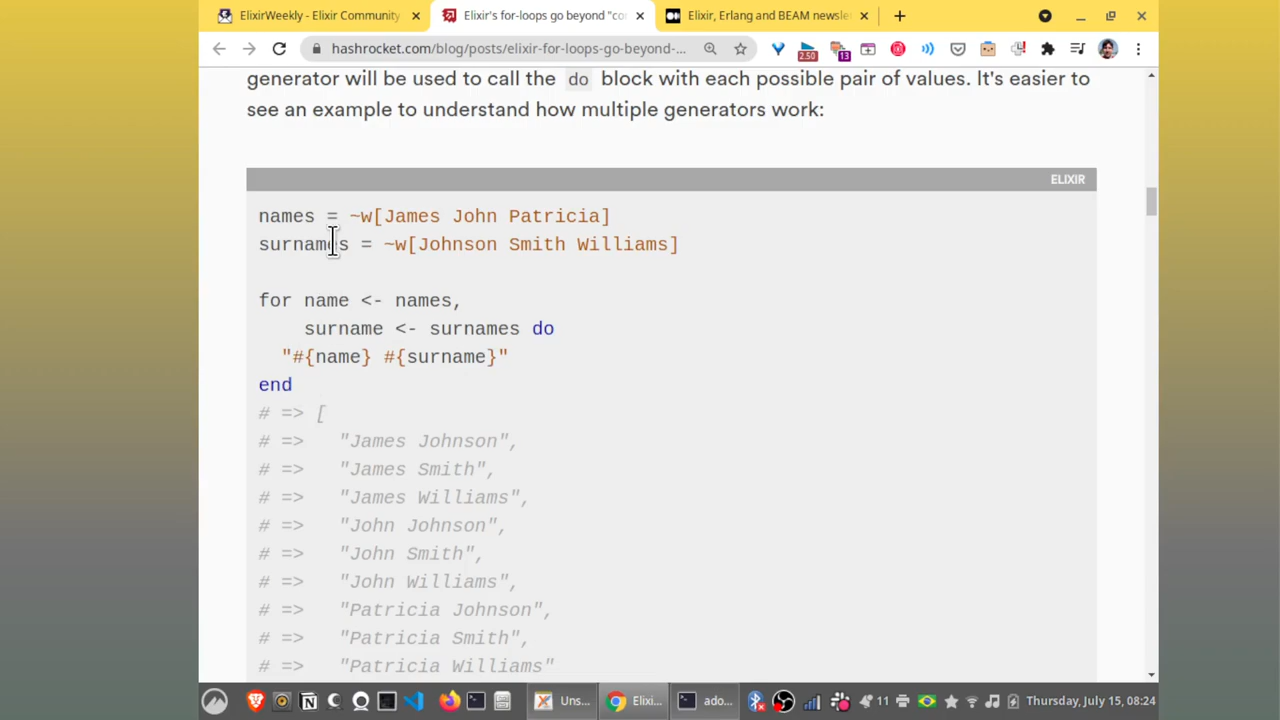 ElixirWeekly - Elixir Community
Elixir's for-loops go beyond "co
Elixir, Erlang and BEAM newsle
hashrocket.com/blog/posts/elixir-for-loops-go-beyond-...
2.50
13
generator will be used to call the do block with each possible pair of values. It's easier to
see an example to understand how multiple generators work:
ELIXIR
names = ~w[James John Patricia]
surnames = ~w[Johnson Smith Williams]
for name <- names,
surname <- surnames do
"#{name} #{surname}"
end
# => [
# => "James Johnson",
# => "James Smith",
# => "James Williams",
# => "John Johnson",
# => "John Smith",
# => "John Williams",
# => "Patricia Johnson",
# => "Patricia Smith",
# => "Patricia Williams"
Uns...
Elixi...
ado...
11
Thursday, July 15, 08:24